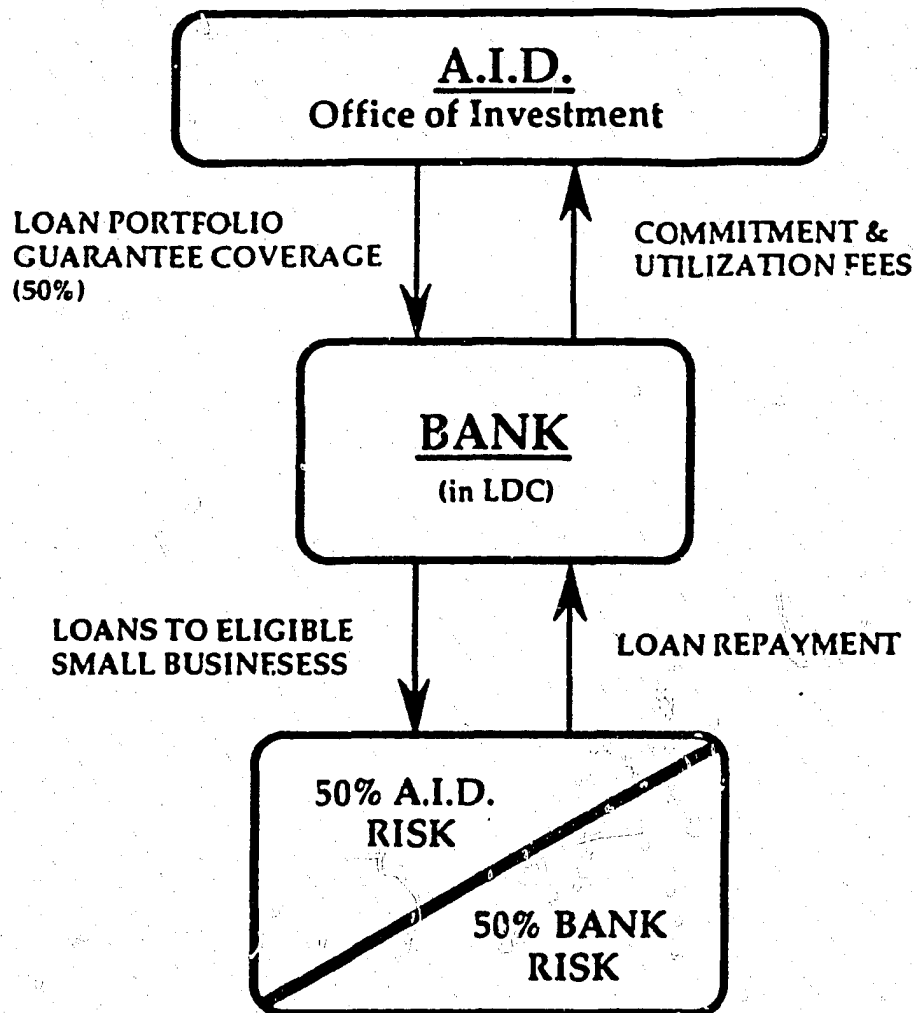 A.I.D.
Office of Investment
LOAN PORTFOLIO
GUARANTEE COVERAGE
(50%)
COMMITMENT &
UTILIZATION FEES
BANK
(in LDC)
LOANS TO ELIGIBLE
SMALL BUSINESESS
LOAN REPAYMENT
50% A.I.D.
RISK
50% BANK
RISK